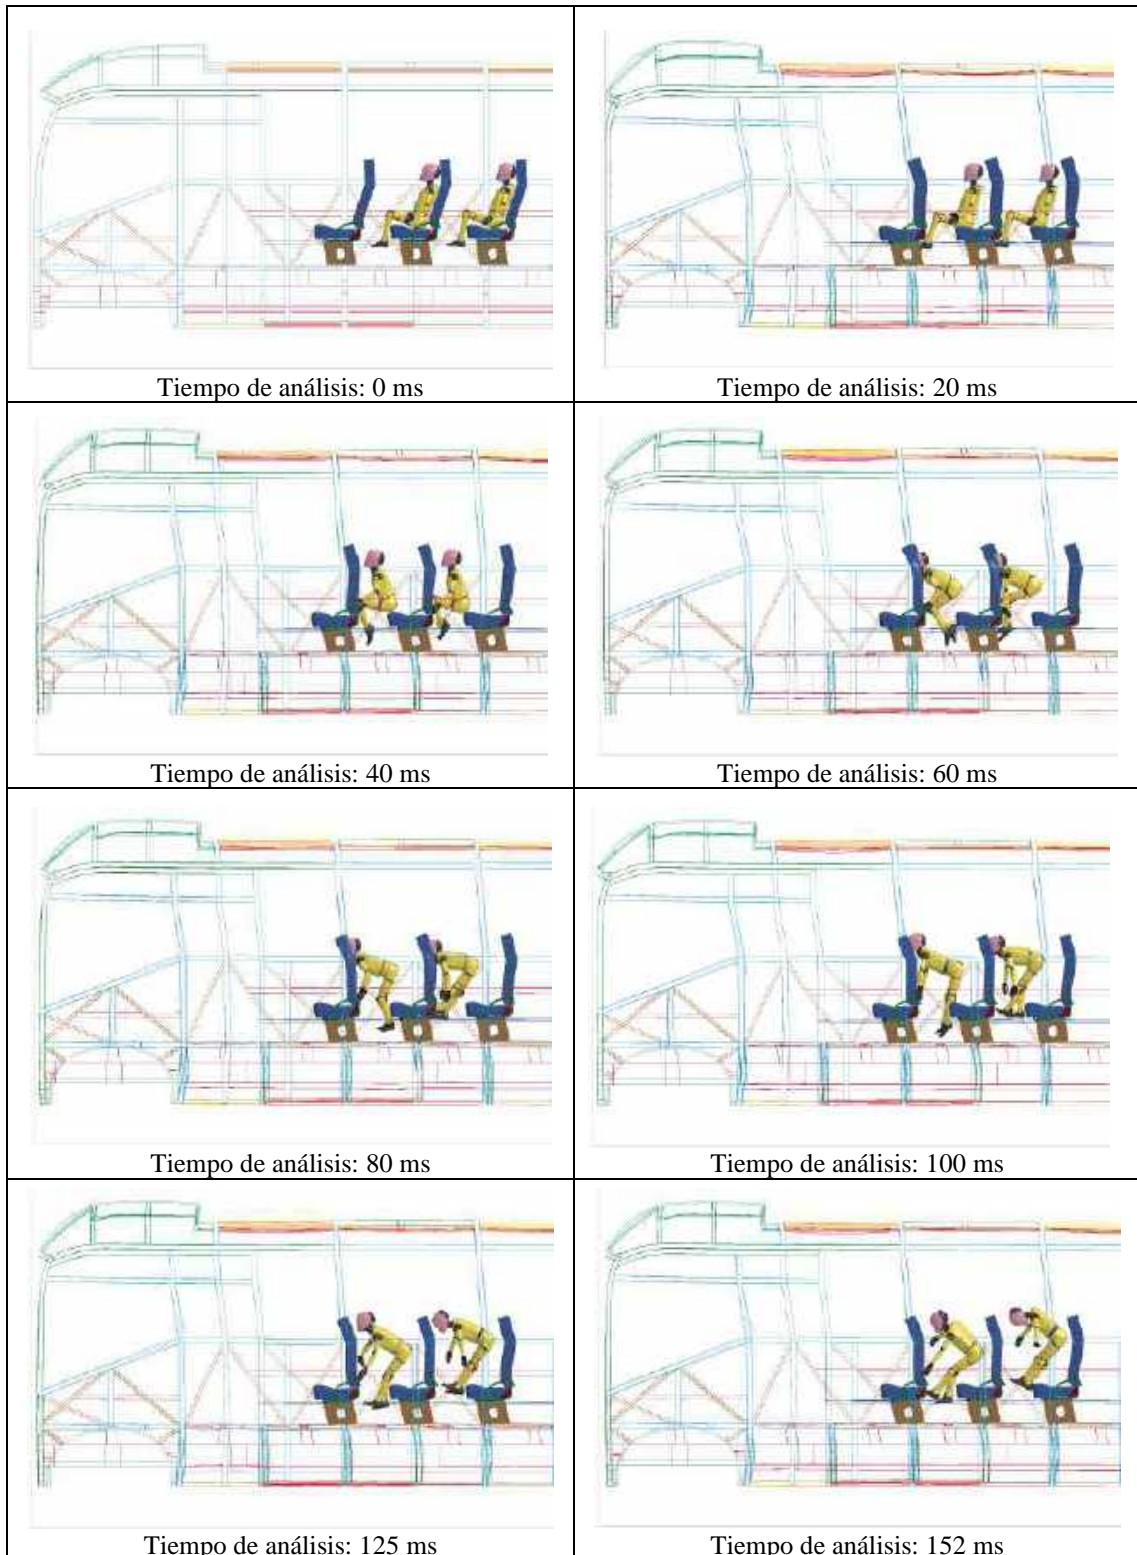 Tiempo de análisis: 0 ms
Tiempo de análisis: 20 ms
Tiempo de análisis: 40 ms
Tiempo de análisis: 60 ms
Tiempo de análisis: 80 ms
Tiempo de análisis: 100 ms
Tiempo de análisis: 125 ms
Tiempo de análisis: 152 ms